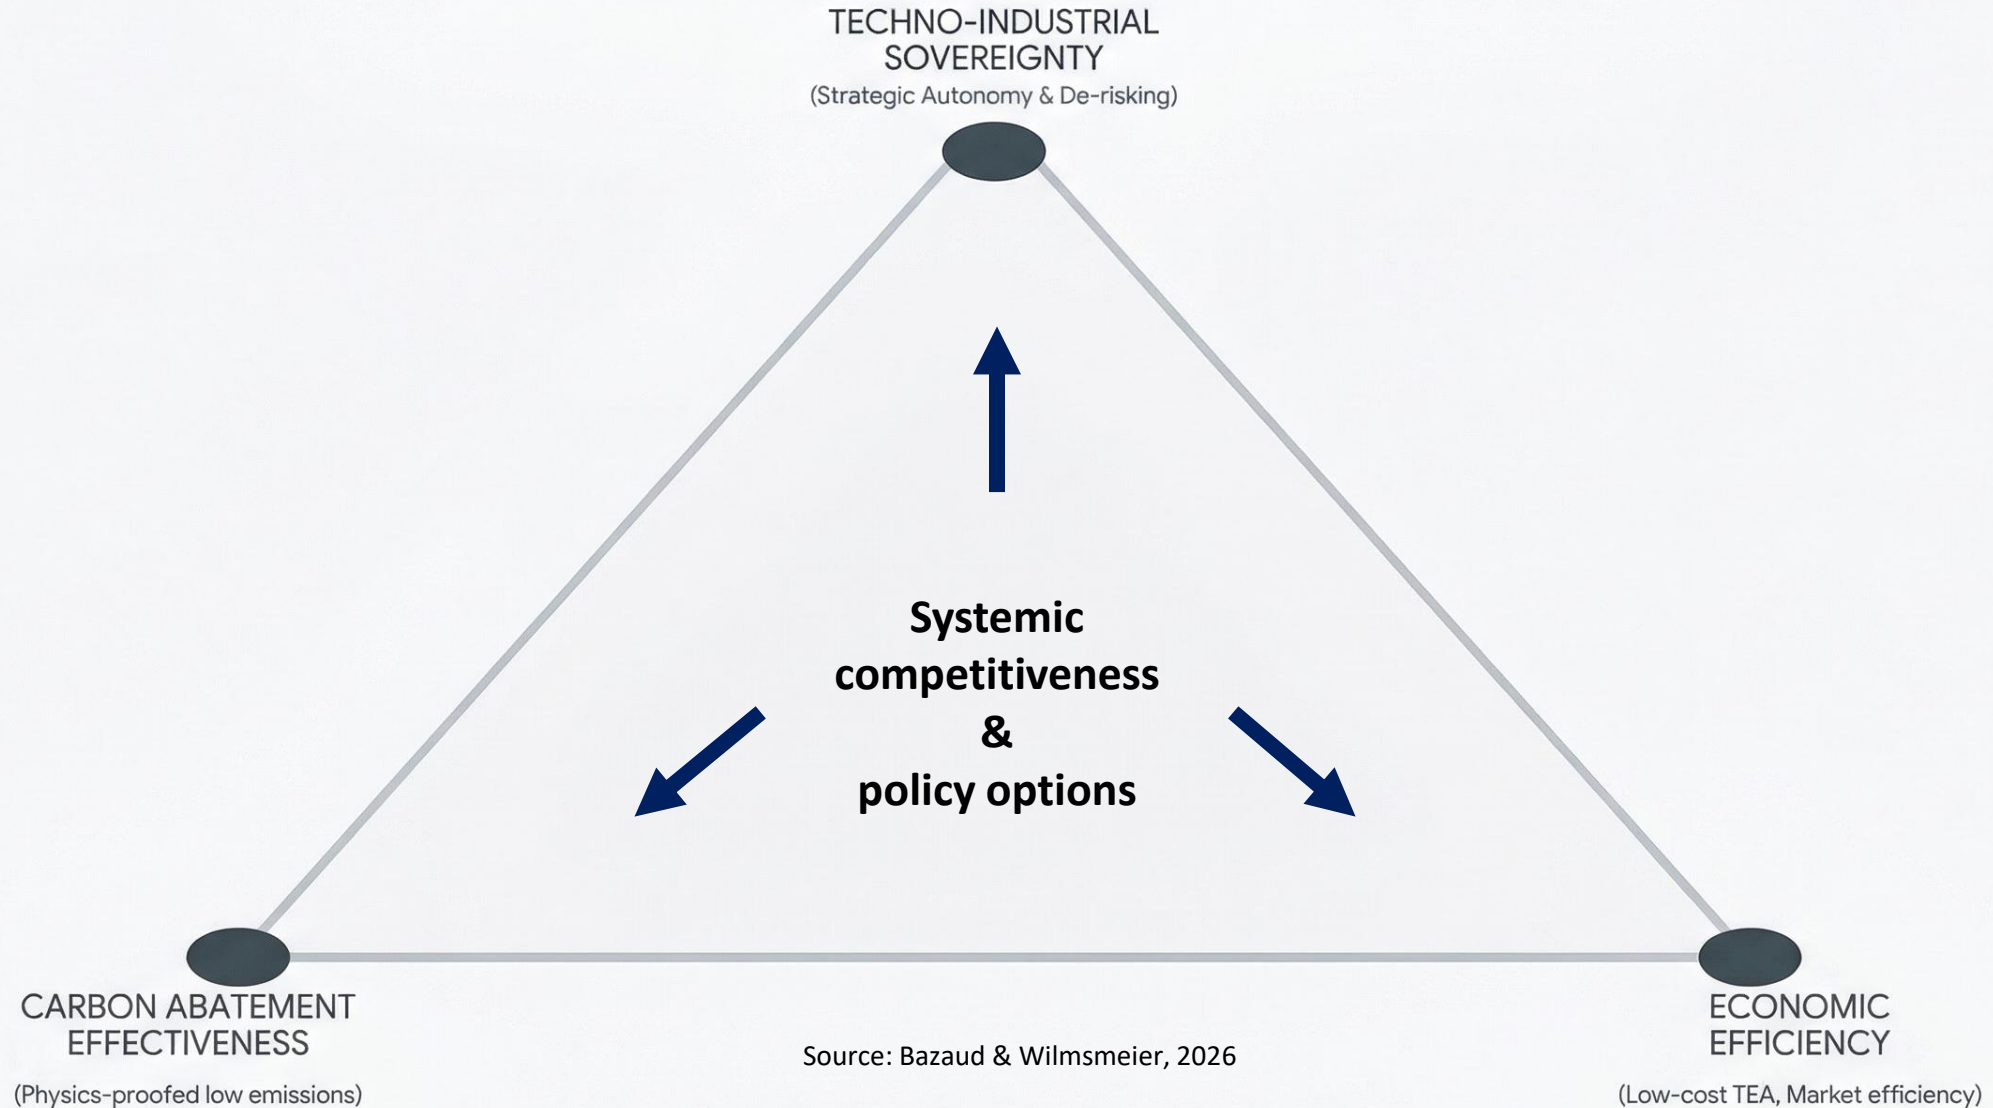 TECHNO-INDUSTRIAL
SOVEREIGNTY
(Strategic Autonomy & De-risking)
Systemic
competitiveness
&
policy options
CARBON ABATEMENT
EFFECTIVENESS
(Physics-proofed low emissions)
Source: Bazaud & Wilmsmeier, 2026
ECONOMIC
EFFICIENCY
(Low-cost TEA, Market efficiency)